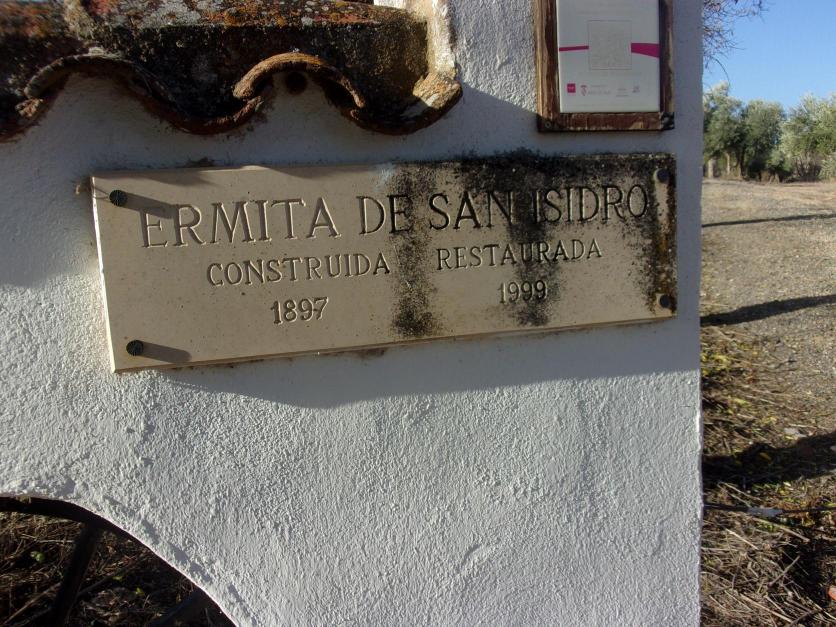 ERMITA DE SAN ISIDRO
CONSTRUIDA RESTAURADA
1897 1999